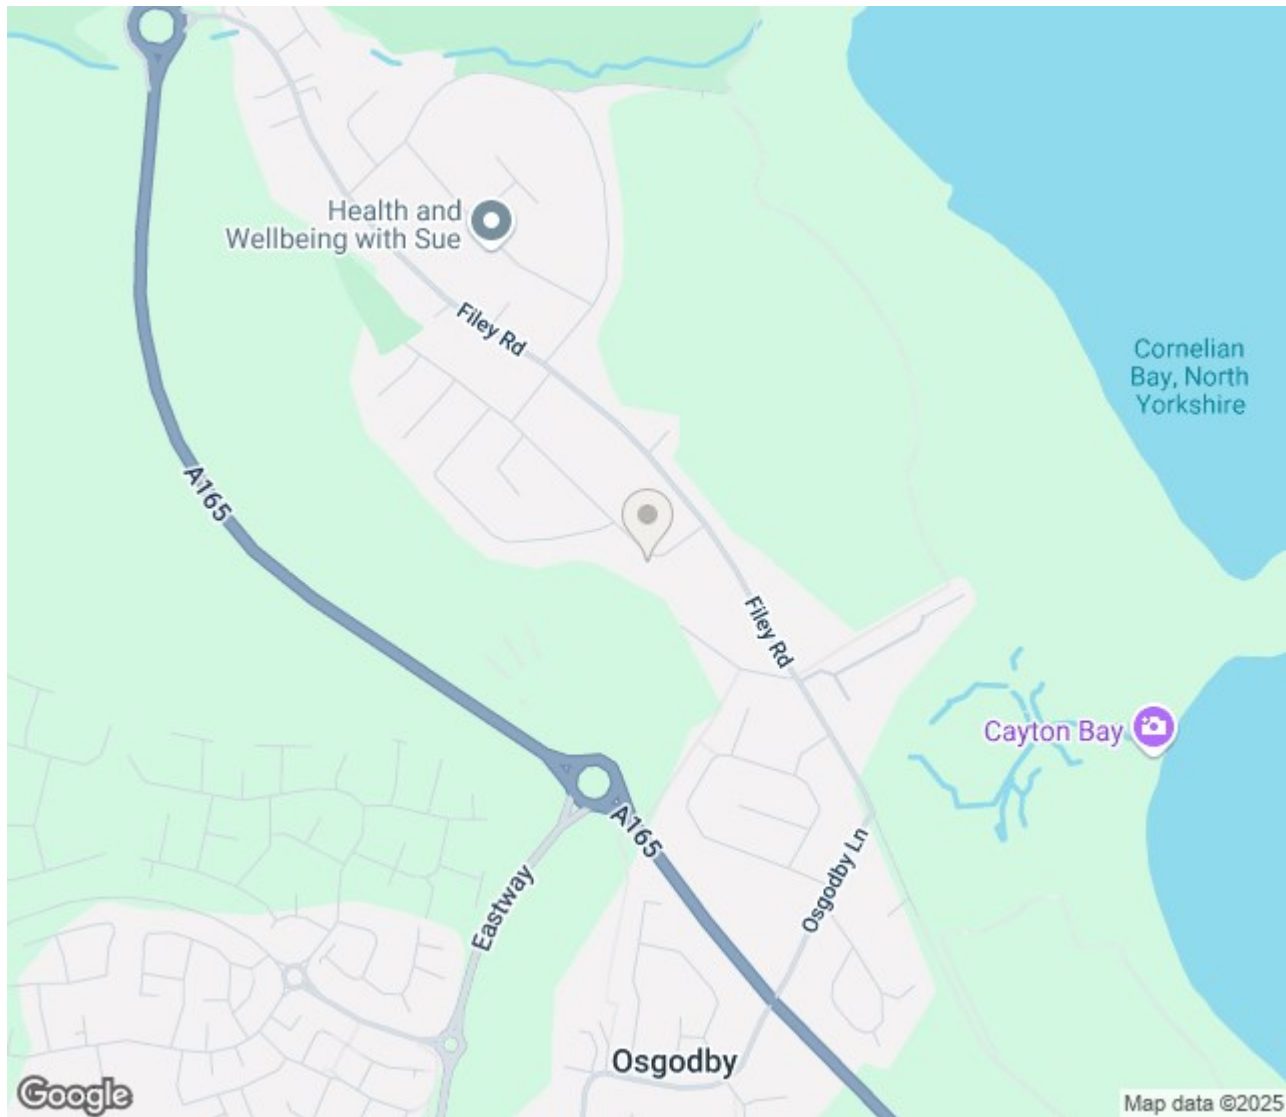 Health and
Wellbeing with Sue
Filey Rd
Cornelian
Bay, North
Yorkshire
A165
Filey Rd
Cayton Bay
A165
Osgodby Ln
Eastway
Osgodby
Google
Map data ©2025